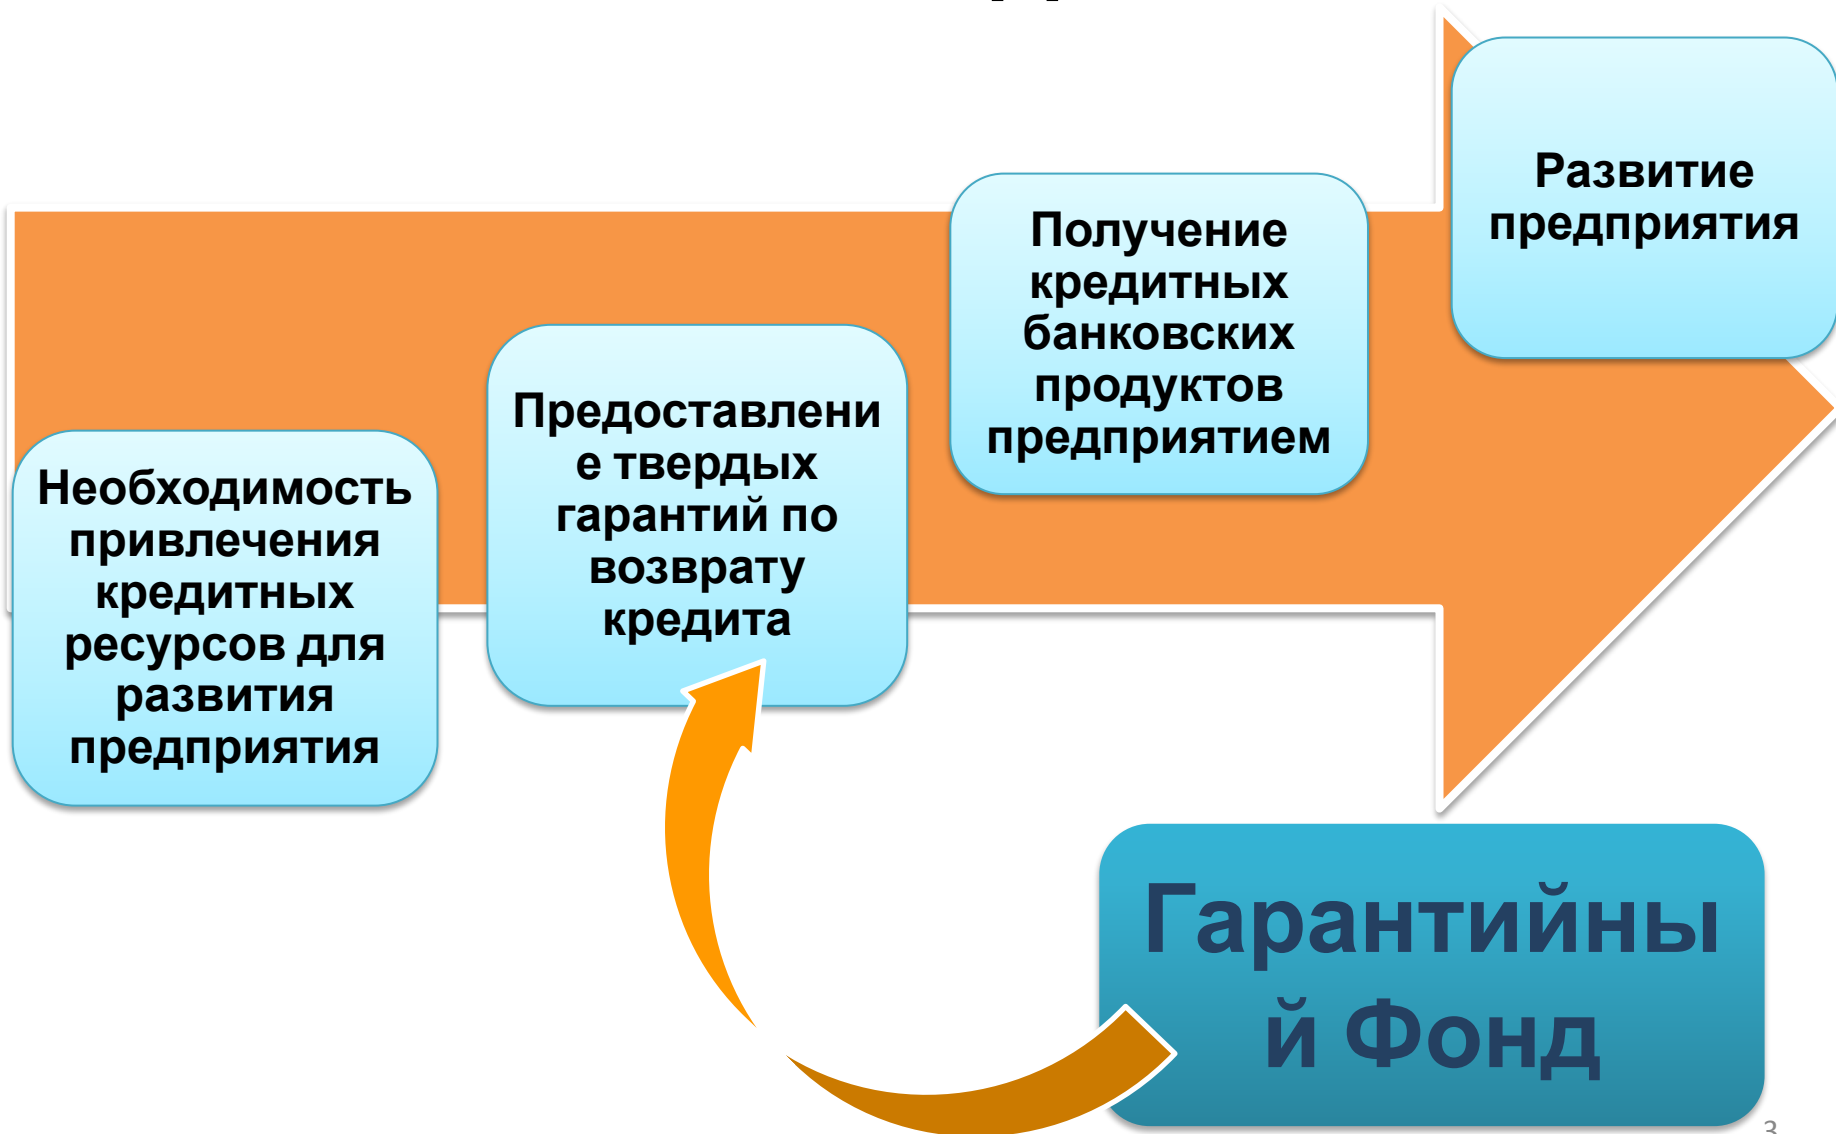 Развитие
предприятия
Получение
кредитных
банковских
продуктов
предприятием
Предоставлени
е твердых
гарантий по
возврату
кредита
Необходимость
привлечения
кредитных
ресурсов для
развития
предприятия
Гарантийны
й Фонд
3